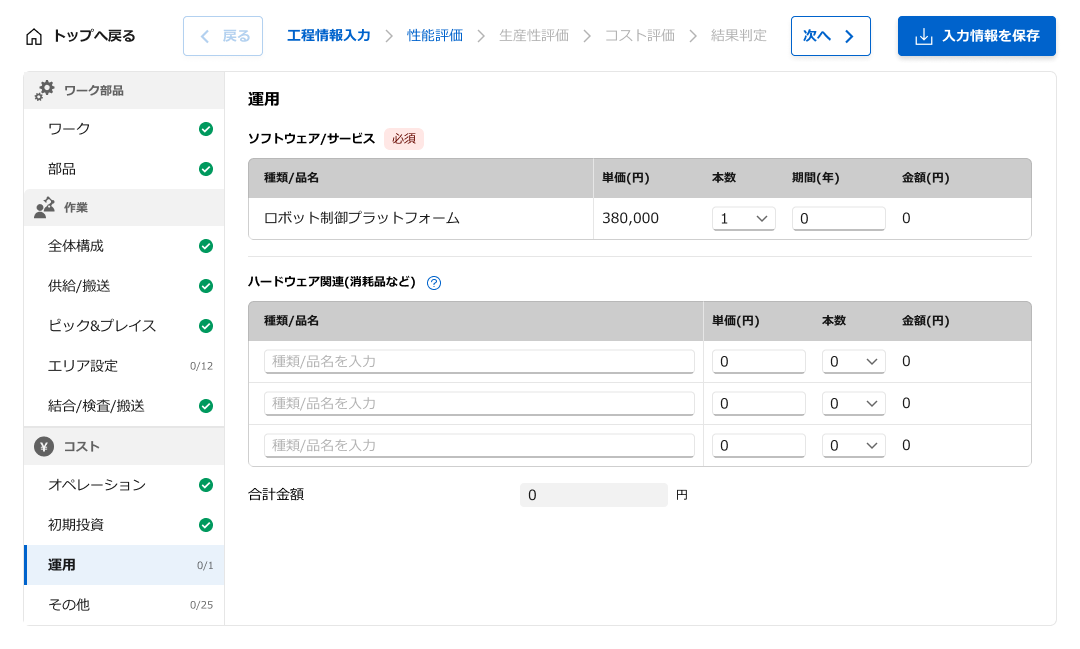 トップへ戻る
戻る
工程情報入力
性能評価
生産性評価
コスト評価
結果判定
次へ
入力情報を保存
ワーク部品
ワーク
部品
作業
全体構成
供給/搬送
ピック&プレイス
エリア設定 0/12
結合/検査/搬送
¥ コスト
オペレーション
初期投資
運用 0/1
その他 0/25
運用
ソフトウェア/サービス 必須
種類/品名 単価(円) 本数 期間(年) 金額(円)
ロボット制御プラットフォーム 380,000 1 0 0
ハードウェア関連(消耗品など) ?
種類/品名 単価(円) 本数 金額(円)
種類/品名を入力 0 0 0
種類/品名を入力 0 0 0
種類/品名を入力 0 0 0
合計金額 0 円